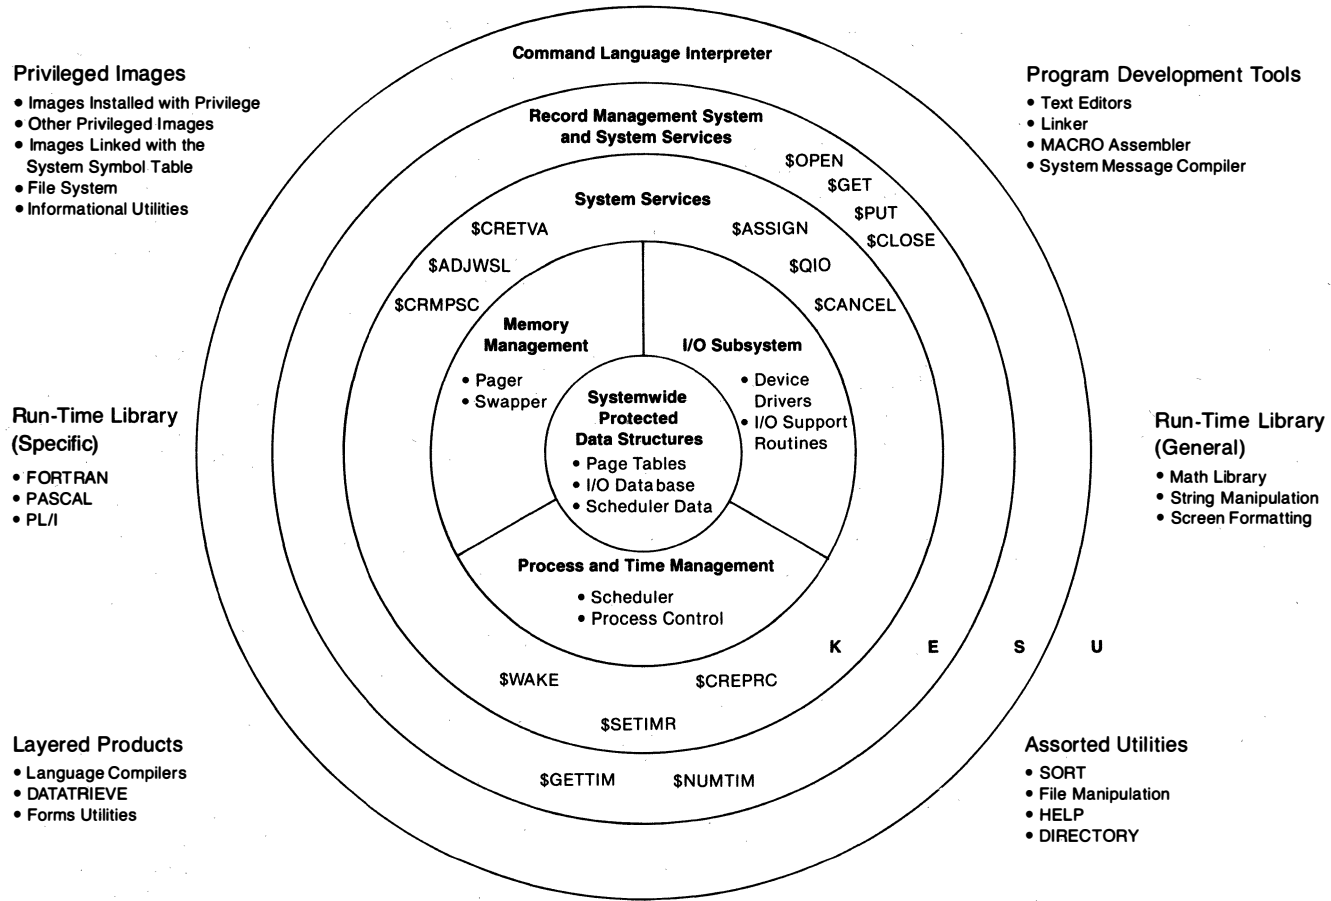 Command Language Interpreter
Privileged Images
• Images Installed with Privilege
• Other Privileged Images
• Images Linked with the
System Symbol Table
• File System
• Informational Utilities
Program Development Tools
• Text Editors
• Linker
• MACRO Assembler
• System Message Compiler
Record Management System
and System Services
$OPEN
$GET
$PUT
$CLOSE
System Services
$CRETVA
$ADJWSL
$CRMPSC
$ASSIGN
$QIO
$CANCEL
Memory
Management
• Pager
• Swapper
I/O Subsystem
• Device
Drivers
• I/O Support
Routines
Systemwide
Protected
Data Structures
• Page Tables
• I/O Database
• Scheduler Data
Run-Time Library
(Specific)
• FORTRAN
• PASCAL
• PL/I
Run-Time Library
(General)
• Math Library
• String Manipulation
• Screen Formatting
Process and Time Management
• Scheduler
• Process Control
K E S U
$WAKE
$CREPRC
$SETIMR
$GETTIM
$NUMTIM
Layered Products
• Language Compilers
• DATATRIEVE
• Forms Utilities
Assorted Utilities
• SORT
• File Manipulation
• HELP
• DIRECTORY